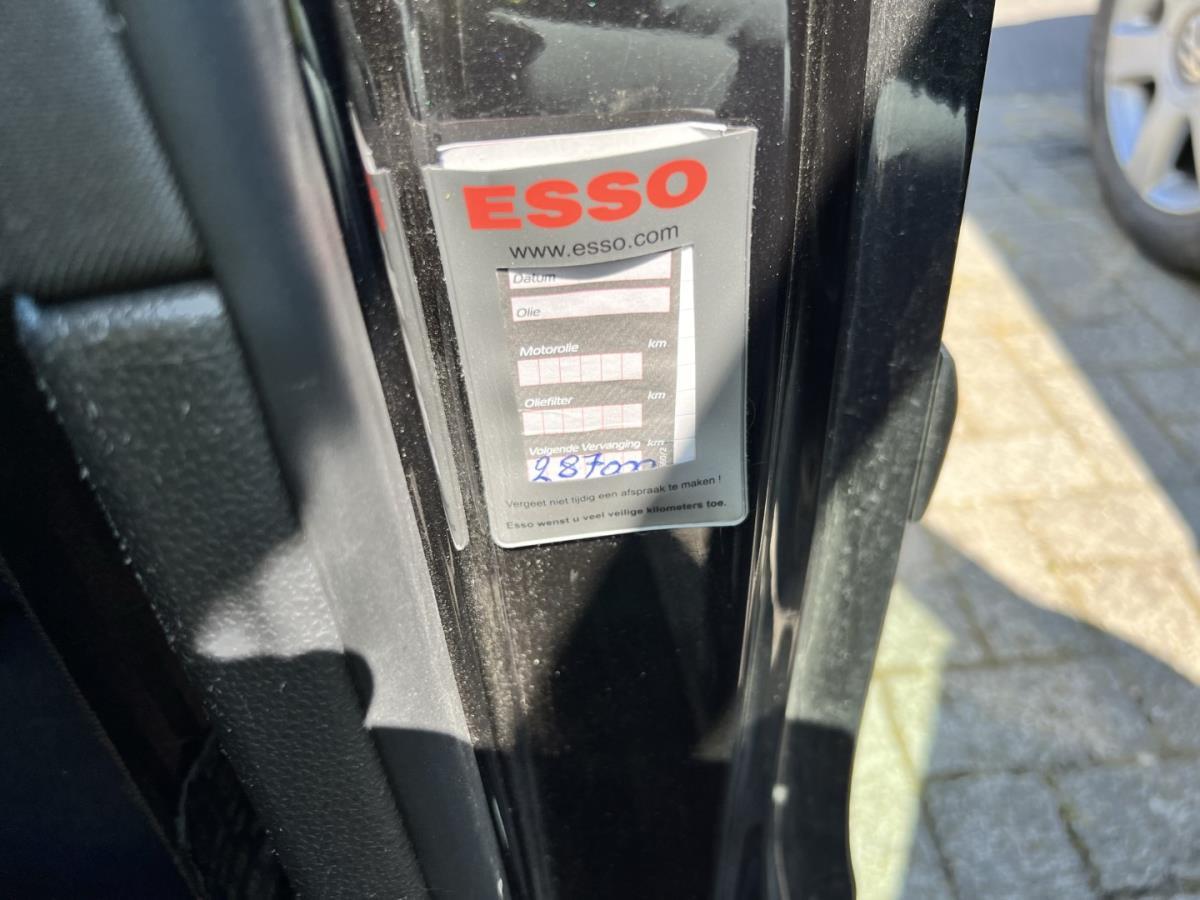 ESSO
www.esso.com
Datum
Olie
Motorolie km
Oliefilter km
Volgende Vervanging km
287000
Vergeet niet tijdig een afspraak te maken !
Esso wenst u veel veilige kilometers toe.